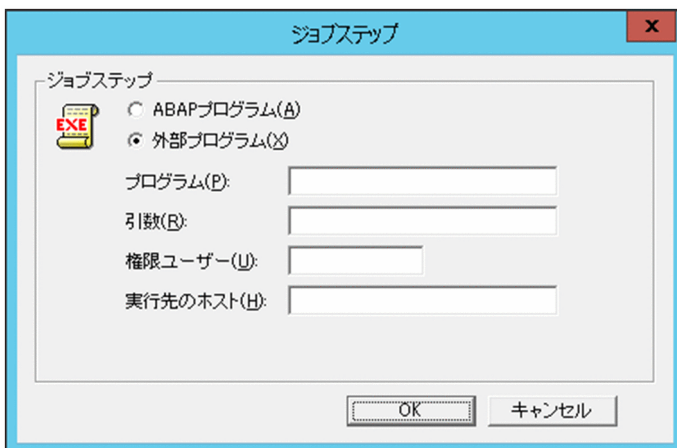 ジョブステップ
x
ジョブステップ
EXE
ABAPプログラム(A)
外部プログラム(X)
プログラム(P):
引数(R):
権限ユーザー(U):
実行先のホスト(H):
OK
キャンセル